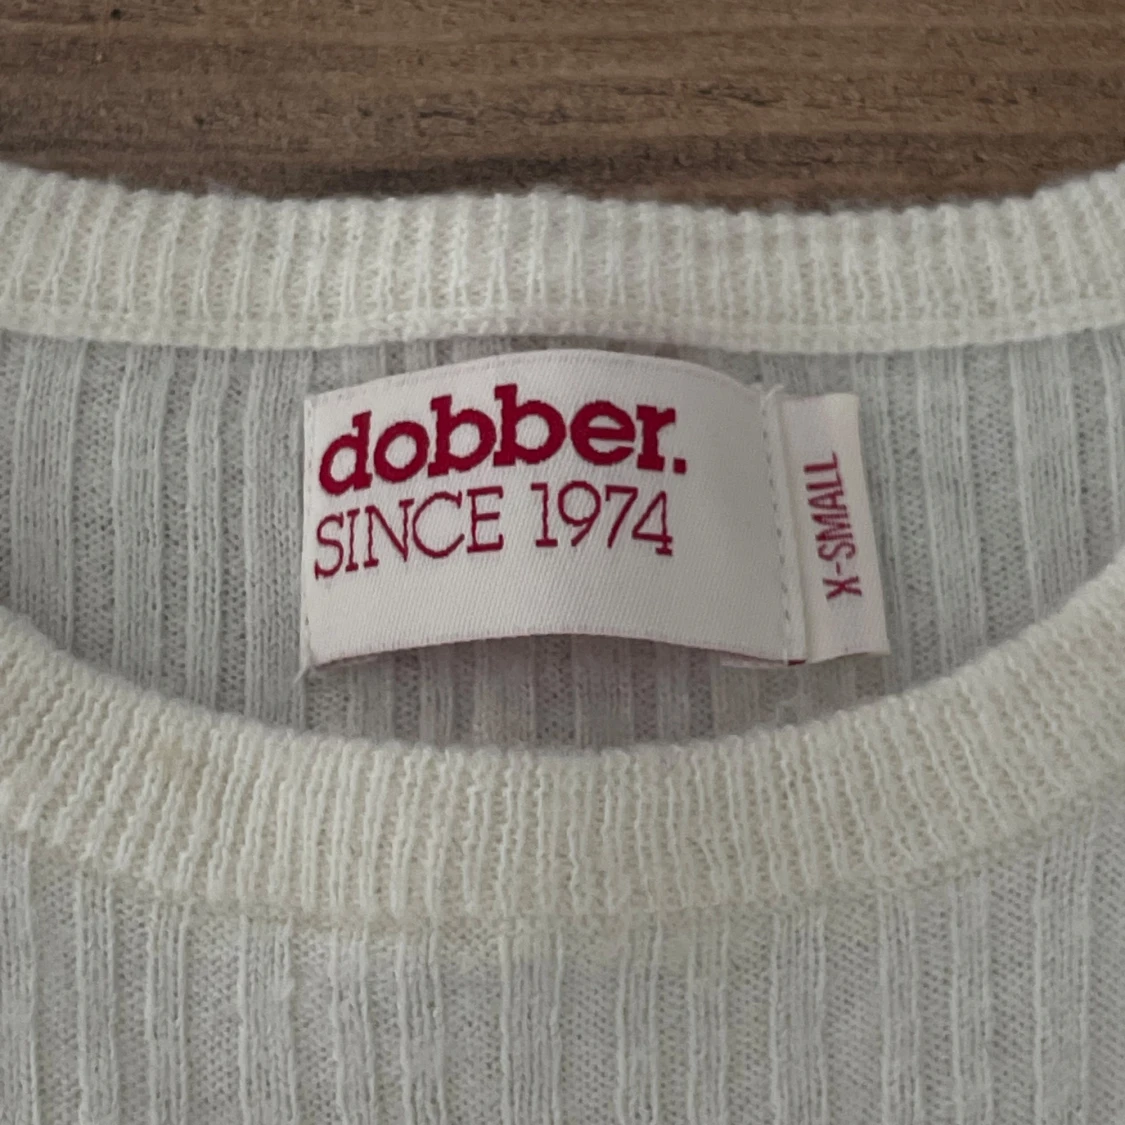 dobber.
SINCE 1974
X-SMALL